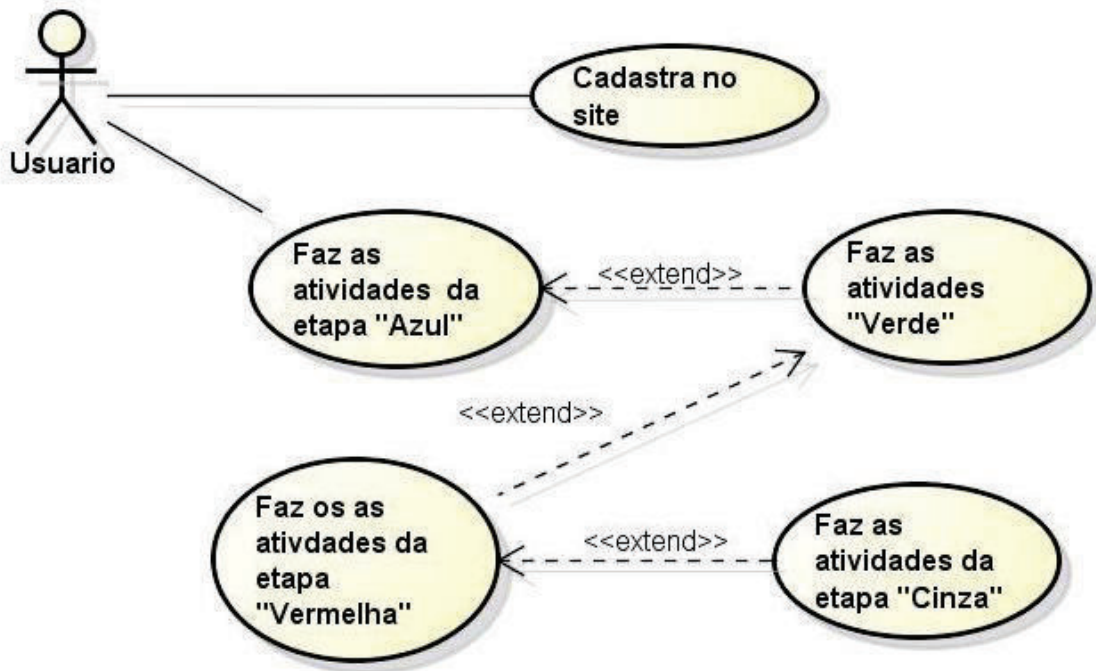 Cadastra no
site
Usuario
Faz as
atividades da
etapa "Azul"
<<extend>>
Faz as
atividades
"Verde"
<<extend>>
Faz os as
ativdades da
etapa
"Vermelha"
<<extend>>
Faz as
atividades da
etapa "Cinza"